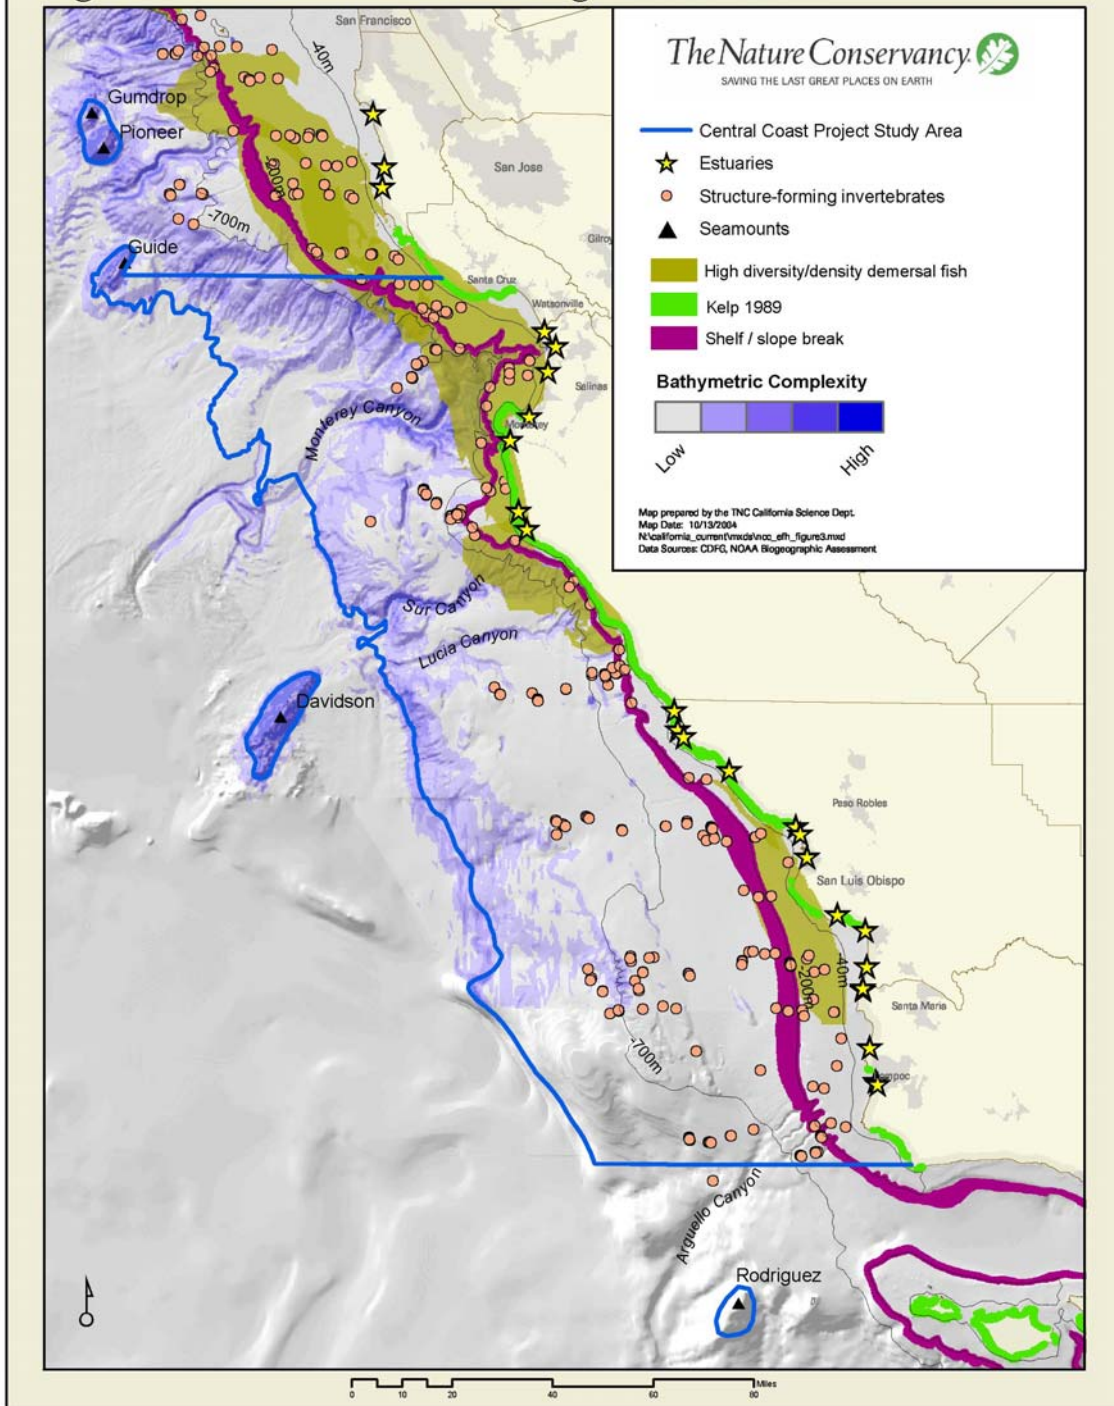 San Francisco
-40m
Gumdrop
Pioneer
-200m
-700m
San Jose
Guide
Gilroy
Santa Cruz
Watsonville
Salinas
Monterey Canyon
Monterey
Sur Canyon
Lucia Canyon
Davidson
Paso Robles
San Luis Obispo
-40m
-200m
Santa Maria
-700m
Lompoc
Arguello Canyon
Rodriguez
The Nature Conservancy.
SAVING THE LAST GREAT PLACES ON EARTH
Central Coast Project Study Area
Estuaries
Structure-forming invertebrates
Seamounts
High diversity/density demersal fish
Kelp 1989
Shelf / slope break
Bathymetric Complexity
Low
High
Map prepared by the TNC California Science Dept.
Map Date: 10/13/2004
N:\california_current\mxds\ncc_efh_figure3.mxd
Data Sources: CDFG, NOAA Biogeographic Assessment
Miles
0 10 20 40 60 80